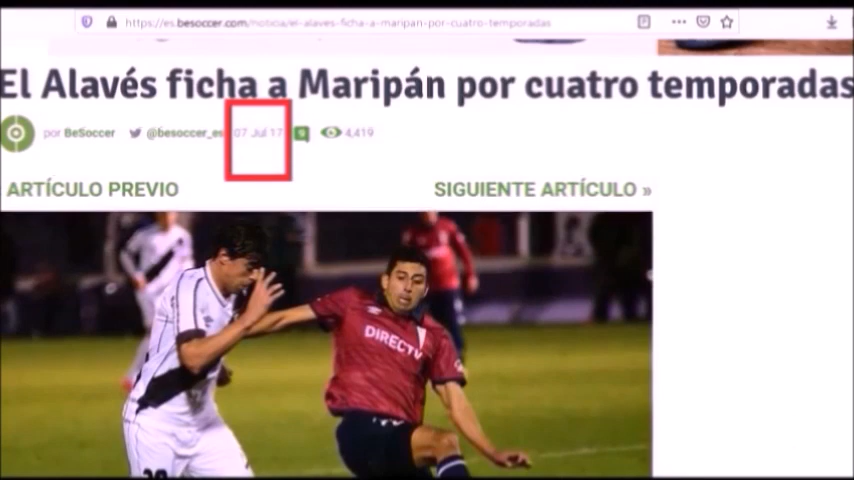 https://es.besoccer.com/noticia/el-alaves-ficha-a-maripan-por-cuatro-temporadas
El Alavés ficha a Maripán por cuatro temporadas
por BeSoccer @besoccer_es 07 Jul 17 9 4,419
ARTÍCULO PREVIO
SIGUIENTE ARTÍCULO »
DIRECTV